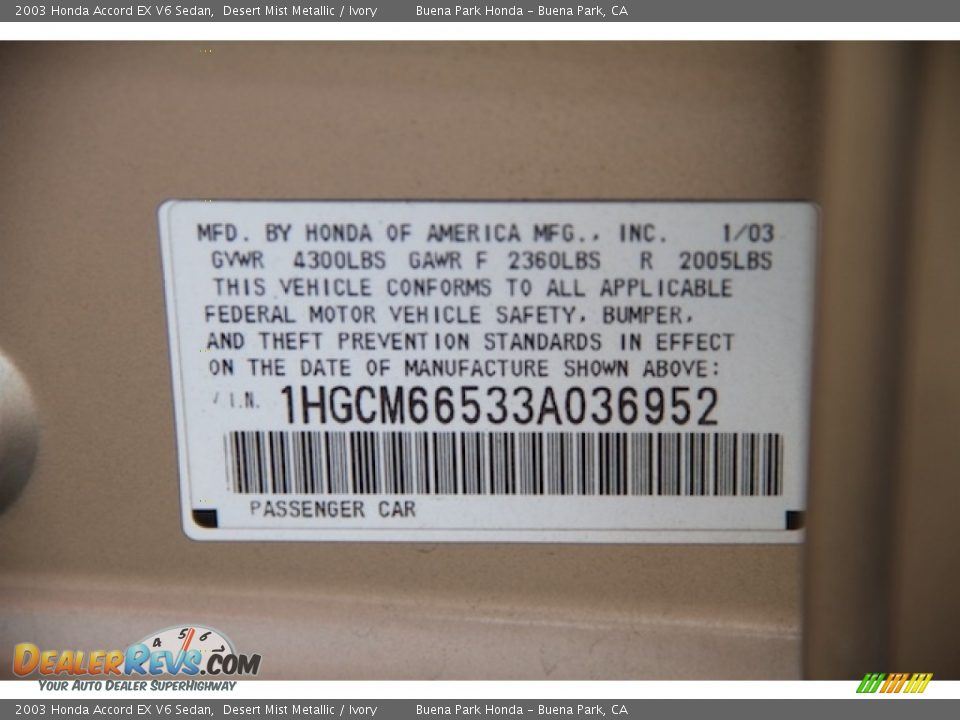 2003 Honda Accord EX V6 Sedan, Desert Mist Metallic / Ivory Buena Park Honda - Buena Park, CA
MFD. BY HONDA OF AMERICA MFG., INC. 1/03
GVWR 4300LBS GAWR F 2360LBS R 2005LBS
THIS VEHICLE CONFORMS TO ALL APPLICABLE
FEDERAL MOTOR VEHICLE SAFETY, BUMPER,
AND THEFT PREVENTION STANDARDS IN EFFECT
ON THE DATE OF MANUFACTURE SHOWN ABOVE:
V.I.N. 1HGCM66533A036952
PASSENGER CAR
4 5 6 7
DEALERREVS.COM
YOUR AUTO DEALER SUPERHIGHWAY
2003 Honda Accord EX V6 Sedan, Desert Mist Metallic / Ivory Buena Park Honda - Buena Park, CA